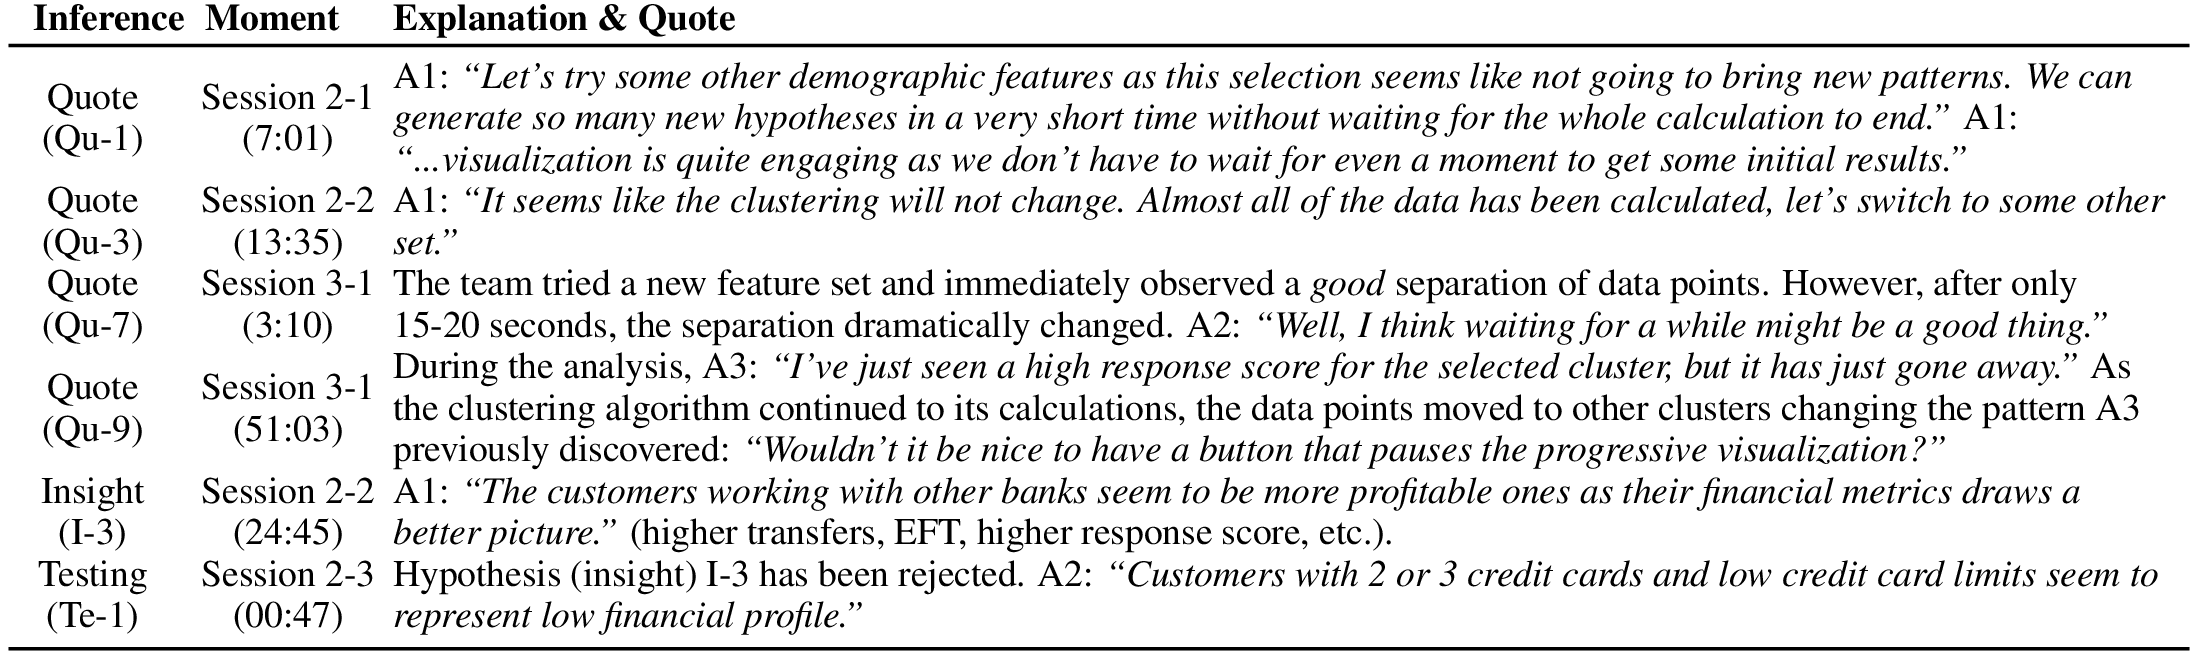 Inference Moment Explanation & Quote
Quote (Qu-1) Session 2-1 (7:01) A1: “Let’s try some other demographic features as this selection seems like not going to bring new patterns. We can
generate so many new hypotheses in a very short time without waiting for the whole calculation to end.” A1:
“...visualization is quite engaging as we don’t have to wait for even a moment to get some initial results.”
Quote (Qu-3) Session 2-2 (13:35) A1: “It seems like the clustering will not change. Almost all of the data has been calculated, let’s switch to some other
set.”
Quote (Qu-7) Session 3-1 (3:10) The team tried a new feature set and immediately observed a good separation of data points. However, after only
15-20 seconds, the separation dramatically changed. A2: “Well, I think waiting for a while might be a good thing.”
Quote (Qu-9) Session 3-1 (51:03) During the analysis, A3: “I’ve just seen a high response score for the selected cluster, but it has just gone away.” As
the clustering algorithm continued to its calculations, the data points moved to other clusters changing the pattern A3
previously discovered: “Wouldn’t it be nice to have a button that pauses the progressive visualization?”
Insight (I-3) Session 2-2 (24:45) A1: “The customers working with other banks seem to be more profitable ones as their financial metrics draws a
better picture.” (higher transfers, EFT, higher response score, etc.).
Testing (Te-1) Session 2-3 (00:47) Hypothesis (insight) I-3 has been rejected. A2: “Customers with 2 or 3 credit cards and low credit card limits seem to
represent low financial profile.”